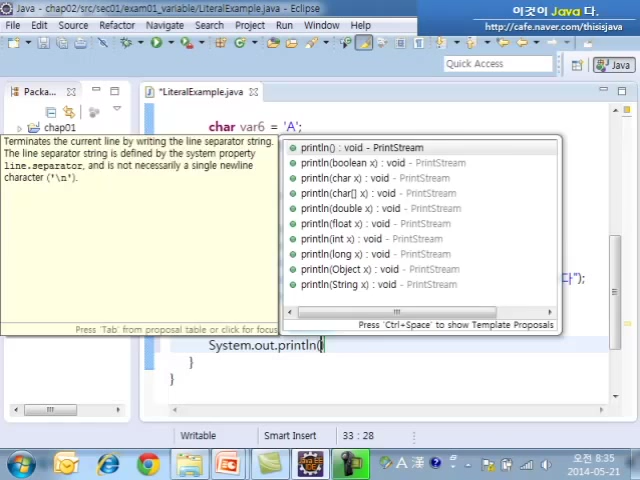 Java - chap02/src/sec01/exam01_variable/LiteralExample.java - Eclipse
이것이 Java 다.
http://cafe.naver.com/thisisjava
File Edit Source Refactor Navigate Search Project Run Window Help
Quick Access
Java
Packa...
*LiteralExample.java
chap01
char var6 = 'A';
Terminates the current line by writing the line separator string.
The line separator string is defined by the system property
line.separator, and is not necessarily a single newline
character ('\n').
Press 'Tab' from proposal table or click for focus
println() : void - PrintStream
println(boolean x) : void - PrintStream
println(char x) : void - PrintStream
println(char[] x) : void - PrintStream
println(double x) : void - PrintStream
println(float x) : void - PrintStream
println(int x) : void - PrintStream
println(long x) : void - PrintStream
println(Object x) : void - PrintStream
println(String x) : void - PrintStream
다");
Press 'Ctrl+Space' to show Template Proposals
System.out.println()
}
}
Writable
Smart Insert
33 : 28
A 漢
오전 8:35
2014-05-21